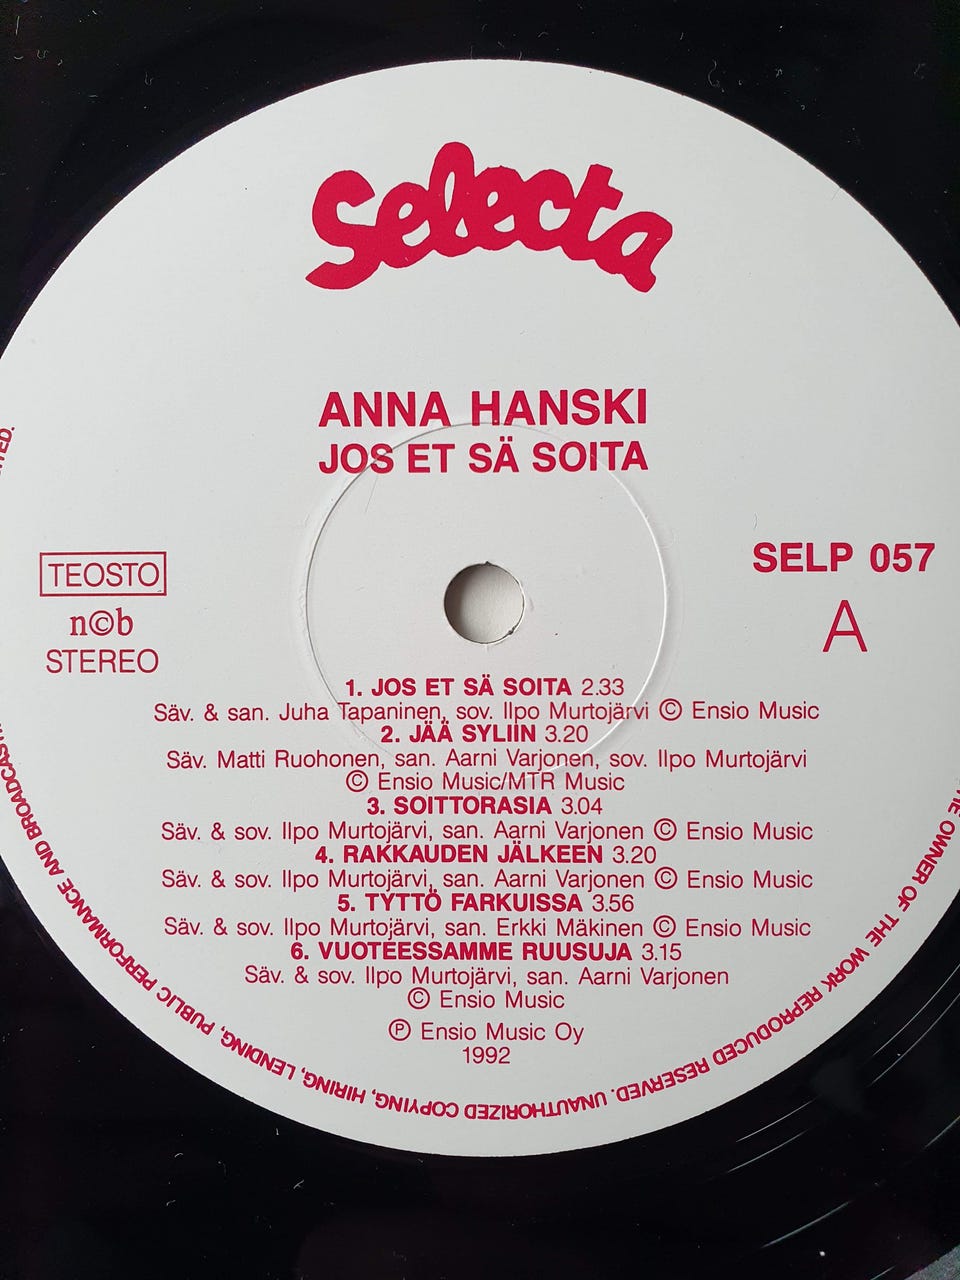 Selecta
ANNA HANSKI
JOS ET SÄ SOITA
TEOSTO
n©b
STEREO
SELP 057
A
1. JOS ET SÄ SOITA 2.33
Säv. & san. Juha Tapaninen, sov. Ilpo Murtojärvi © Ensio Music
2. JÄÄ SYLIIN 3.20
Säv. Matti Ruohonen, san. Aarni Varjonen, sov. Ilpo Murtojärvi
© Ensio Music/MTR Music
3. SOITTORASIA 3.04
Säv. & sov. Ilpo Murtojärvi, san. Aarni Varjonen © Ensio Music
4. RAKKAUDEN JÄLKEEN 3.20
Säv. & sov. Ilpo Murtojärvi, san. Aarni Varjonen © Ensio Music
5. TYTTÖ FARKUISSA 3.56
Säv. & sov. Ilpo Murtojärvi, san. Erkki Mäkinen © Ensio Music
6. VUOTEESSAMME RUUSUJA 3.15
Säv. & sov. Ilpo Murtojärvi, san. Aarni Varjonen
© Ensio Music
℗ Ensio Music Oy
1992
OWNER OF THE WORK REPRODUCED RESERVED. UNAUTHORIZED COPYING, HIRING, LENDING, PUBLIC PERFORMANCE AND